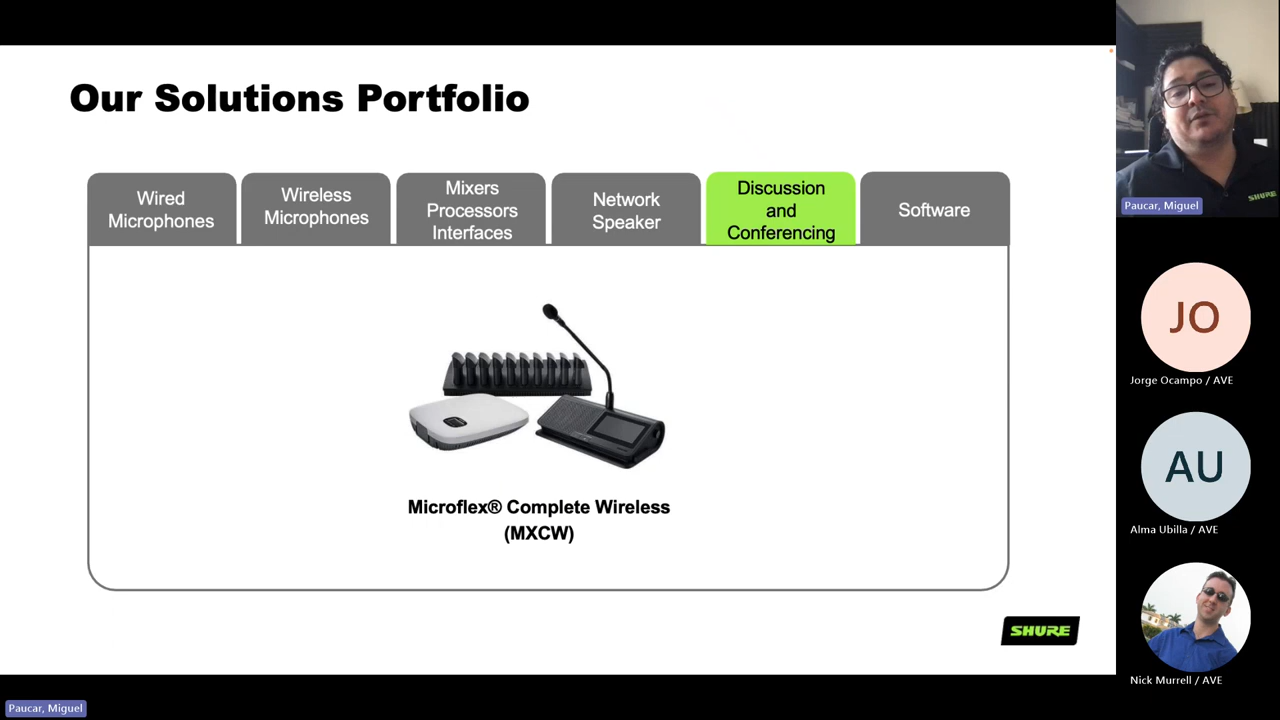 Our Solutions Portfolio
Wired
Microphones
Wireless
Microphones
Mixers
Processors
Interfaces
Network
Speaker
Discussion
and
Conferencing
Software
Microflex® Complete Wireless
(MXCW)
SHURE
SHURE
Paucar, Miguel
JO
Jorge Ocampo / AVE
AU
Alma Ubilla / AVE
Nick Murrell / AVE
Paucar, Miguel